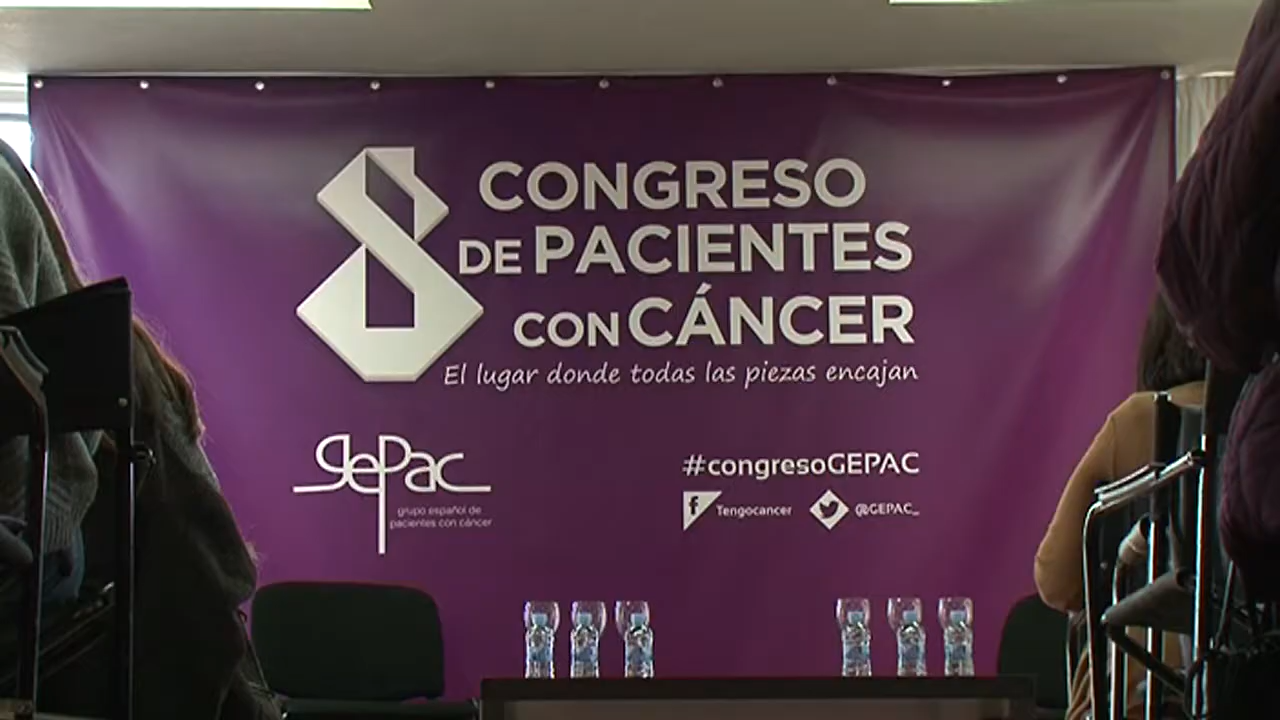 8 CONGRESO
DE PACIENTES
CON CÁNCER
El lugar donde todas las piezas encajan
gepac
grupo español de
pacientes con cáncer
#congresoGEPAC
f Tengocancer @GEPAC_